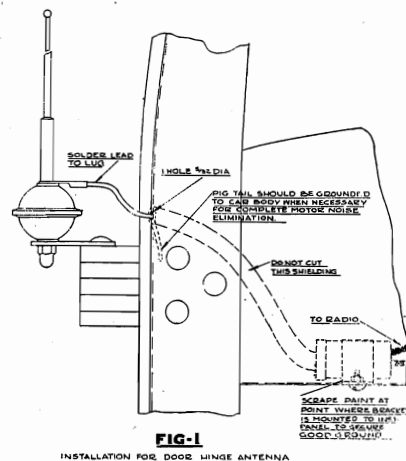 SOLDER LEAD
TO LUG
1 HOLE 5/32 DIA
PIG TAIL SHOULD BE GROUNDED
TO CAR BODY WHEN NECESSARY
FOR COMPLETE MOTOR NOISE
ELIMINATION.
DO NOT CUT
THIS SHIELDING
TO RADIO
SCRAPE PAINT AT
POINT WHERE BRACKET
IS MOUNTED TO
PANEL TO SECURE
GOOD GROUND
FIG-1
INSTALLATION FOR DOOR HINGE ANTENNA